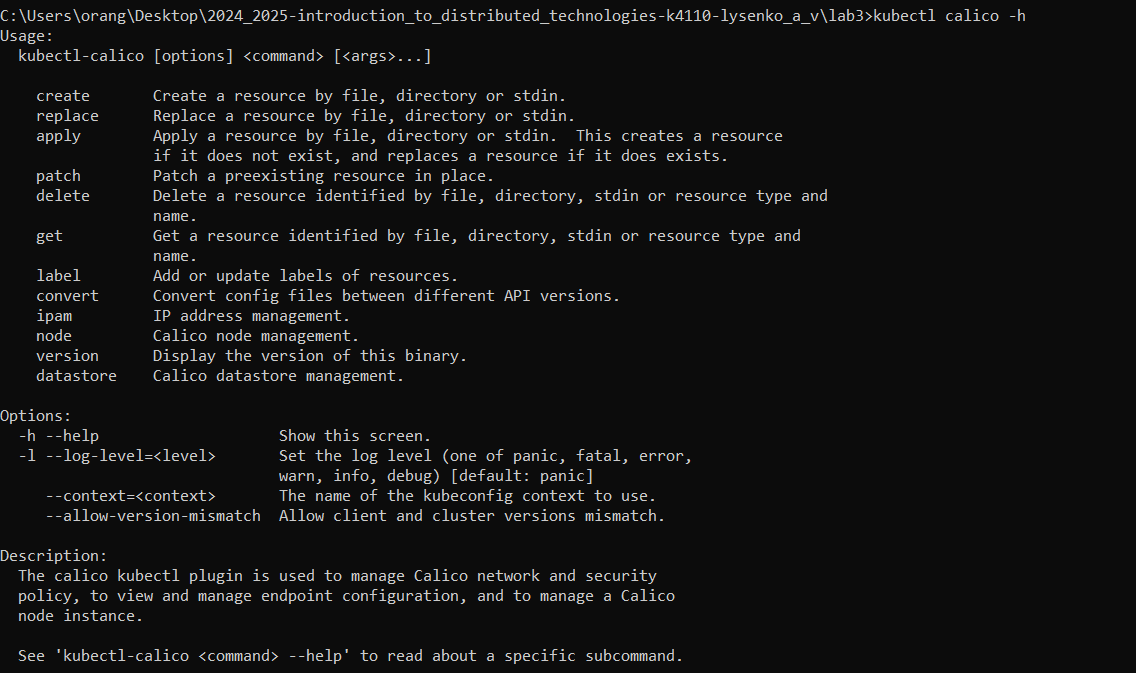 C:\Users\orang\Desktop\2024_2025-introduction_to_distributed_technologies-k4110-lysenko_a_v\lab3>kubectl calico -h
Usage:
  kubectl-calico [options] <command> [<args>...]

    create       Create a resource by file, directory or stdin.
    replace      Replace a resource by file, directory or stdin.
    apply        Apply a resource by file, directory or stdin.  This creates a resource
                 if it does not exist, and replaces a resource if it does exists.
    patch        Patch a preexisting resource in place.
    delete       Delete a resource identified by file, directory, stdin or resource type and
                 name.
    get          Get a resource identified by file, directory, stdin or resource type and
                 name.
    label        Add or update labels of resources.
    convert      Convert config files between different API versions.
    ipam         IP address management.
    node         Calico node management.
    version      Display the version of this binary.
    datastore    Calico datastore management.

Options:
  -h --help                    Show this screen.
  -l --log-level=<level>       Set the log level (one of panic, fatal, error,
                               warn, info, debug) [default: panic]
     --context=<context>       The name of the kubeconfig context to use.
     --allow-version-mismatch  Allow client and cluster versions mismatch.

Description:
  The calico kubectl plugin is used to manage Calico network and security
  policy, to view and manage endpoint configuration, and to manage a Calico
  node instance.

  See 'kubectl-calico <command> --help' to read about a specific subcommand.